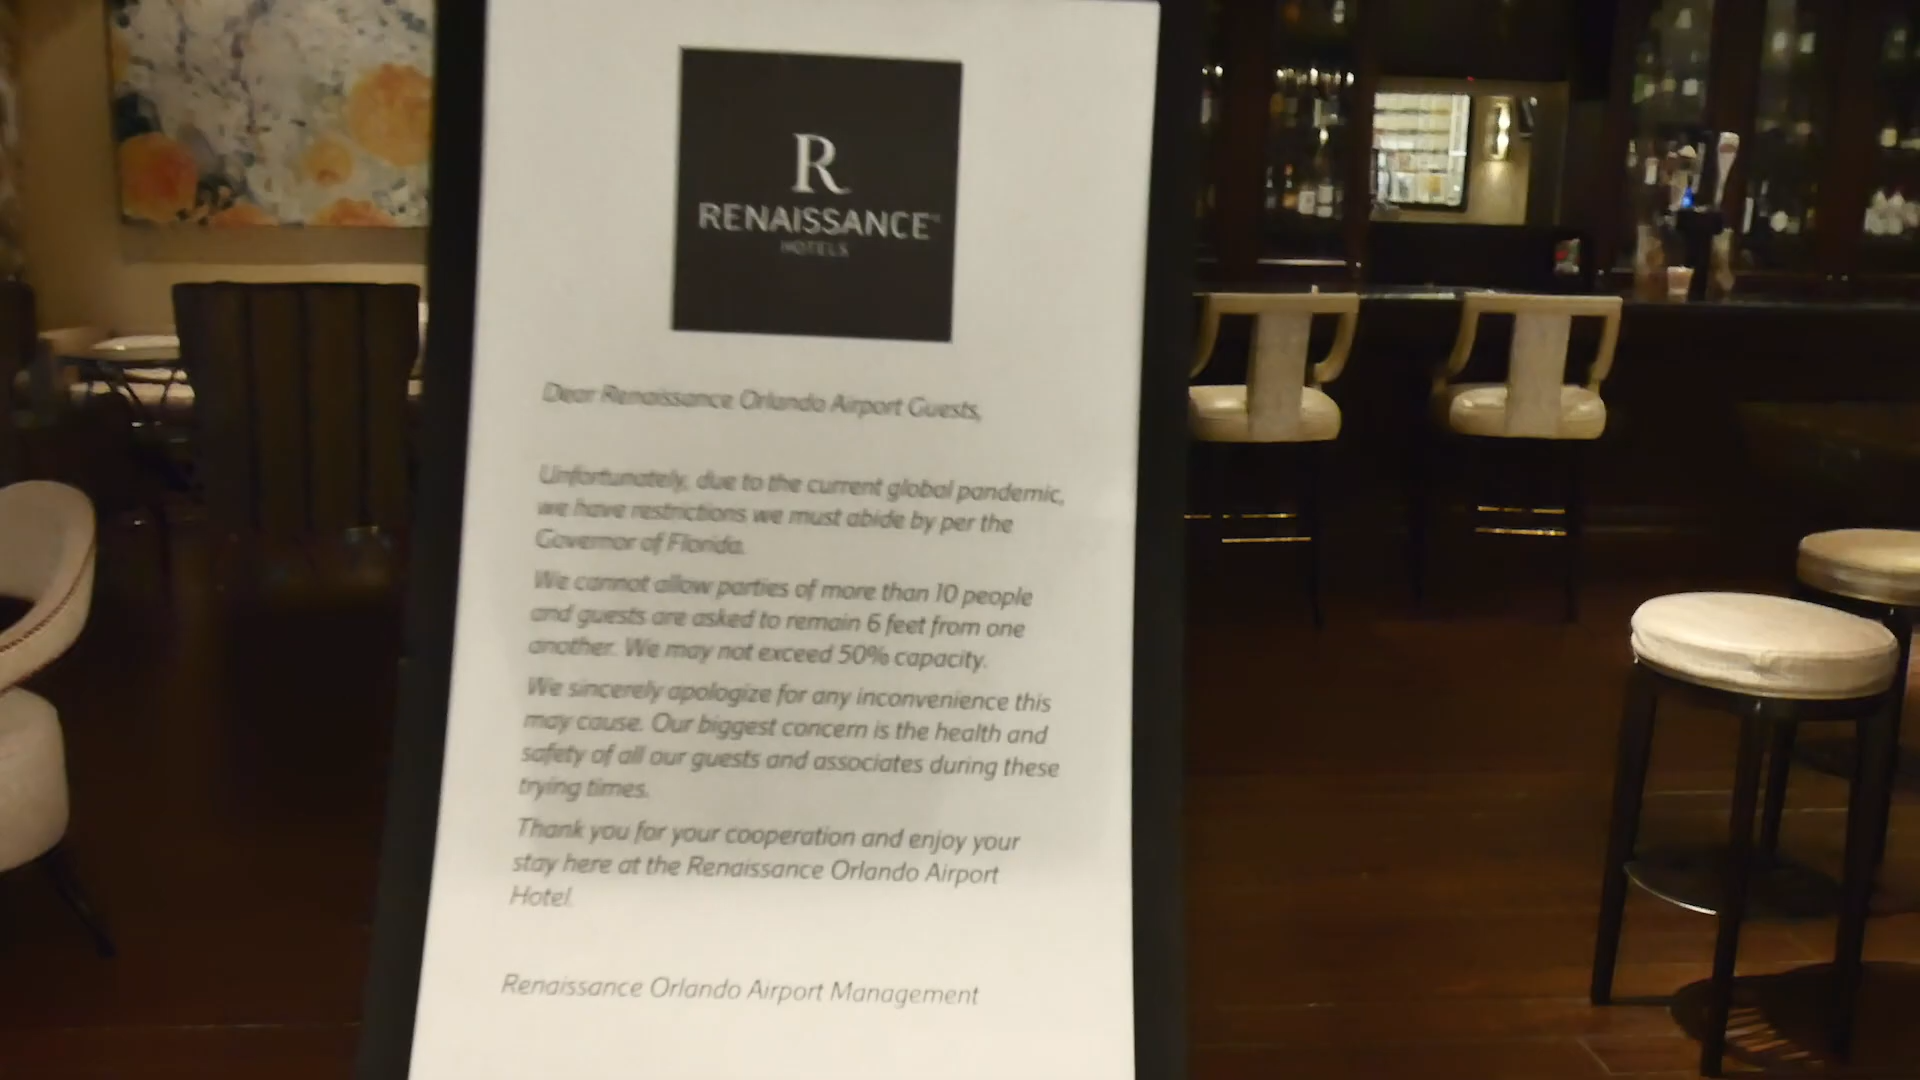 R
RENAISSANCE
HOTELS
Dear Renaissance Orlando Airport Guests,
Unfortunately, due to the current global pandemic,
we have restrictions we must abide by per the
Governor of Florida.
We cannot allow parties of more than 10 people
and guests are asked to remain 6 feet from one
another. We may not exceed 50% capacity.
We sincerely apologize for any inconvenience this
may cause. Our biggest concern is the health and
safety of all our guests and associates during these
trying times.
Thank you for your cooperation and enjoy your
stay here at the Renaissance Orlando Airport
Hotel.
Renaissance Orlando Airport Management